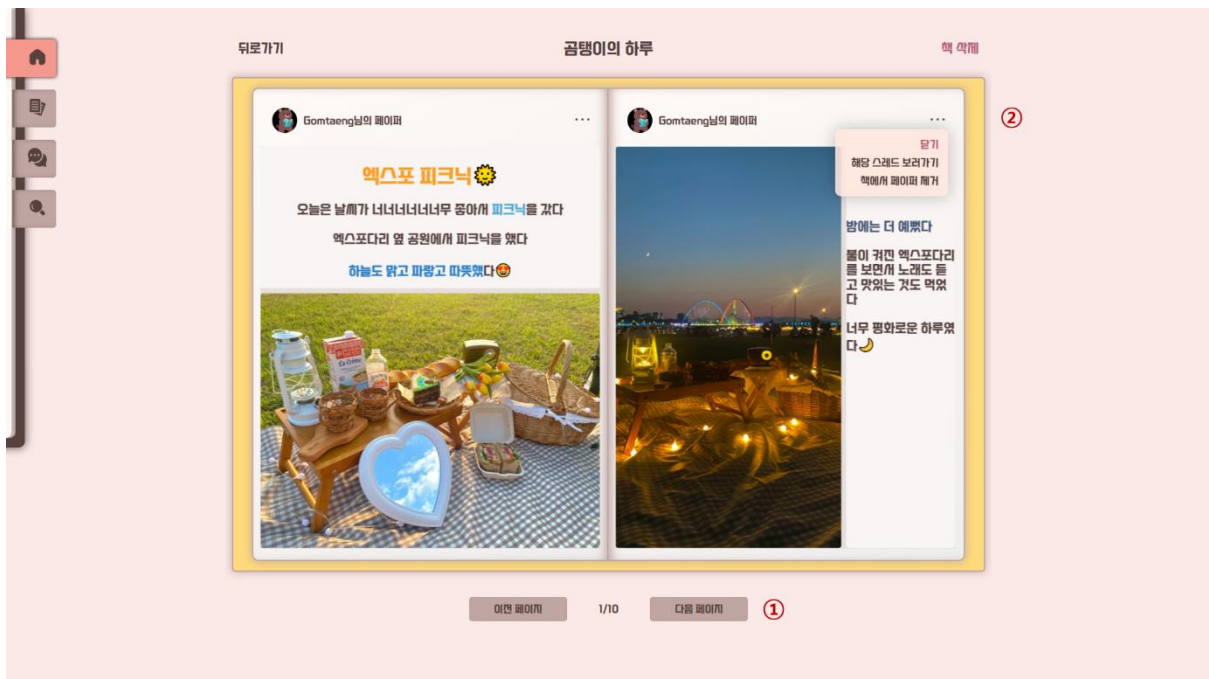 뒤로가기
곰탱이의 하루
책 삭제
②
Gomtaeng님의 페이퍼
...
엑스포 피크닉🌞
오늘은 날씨가 너너너너너너무 좋아서 피크닉을 갔다
엑스포다리 옆 공원에서 피크닉을 했다
하늘도 맑고 파랗고 따뜻했다😍
Gomtaeng님의 페이퍼
...
닫기
해당 스레드 보러가기
책에서 페이퍼 제거
밤에는 더 예뻤다
불이 켜진 엑스포다리
를 보면서 노래도 듣
고 맛있는 것도 먹었
다
너무 평화로운 하루였
다🌙
이전 페이지
1/10
다음 페이지
①